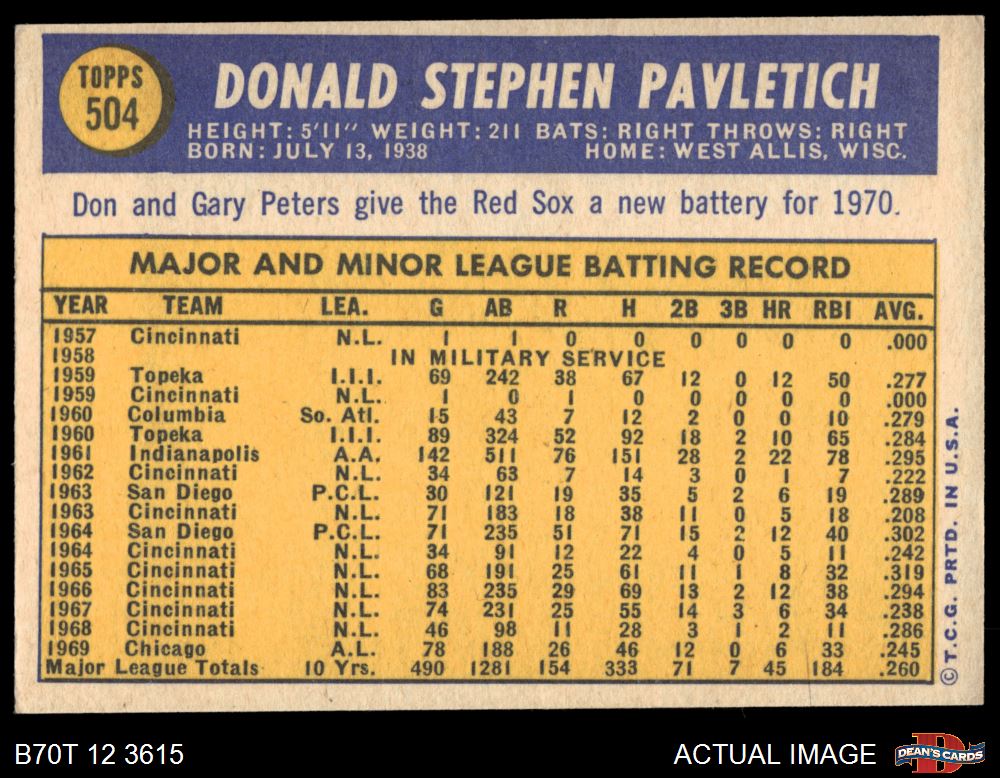 TOPPS
504
DONALD STEPHEN PAVLETICH
HEIGHT: 5'11" WEIGHT: 211 BATS: RIGHT THROWS: RIGHT
BORN: JULY 13, 1938 HOME: WEST ALLIS, WISC.
Don and Gary Peters give the Red Sox a new battery for 1970.
MAJOR AND MINOR LEAGUE BATTING RECORD
YEAR TEAM LEA. G AB R H 2B 3B HR RBI AVG.
1957 Cincinnati N.L. 1 1 0 0 0 0 0 0 .000
1958 IN MILITARY SERVICE
1959 Topeka I.I.I. 69 242 38 67 12 0 12 50 .277
1959 Cincinnati N.L. 1 0 1 0 0 0 0 0 .000
1960 Columbia So. Atl. 15 43 7 12 2 0 0 10 .279
1960 Topeka I.I.I. 89 324 52 92 18 2 10 65 .284
1961 Indianapolis A.A. 142 511 76 151 28 2 22 78 .295
1962 Cincinnati N.L. 34 63 7 14 3 0 1 7 .222
1963 San Diego P.C.L. 30 121 19 35 5 2 6 19 .289
1963 Cincinnati N.L. 71 183 18 38 11 0 5 18 .208
1964 San Diego P.C.L. 71 235 51 71 15 2 12 40 .302
1964 Cincinnati N.L. 34 91 12 22 4 0 5 11 .242
1965 Cincinnati N.L. 68 191 25 61 11 1 8 32 .319
1966 Cincinnati N.L. 83 235 29 69 13 2 12 38 .294
1967 Cincinnati N.L. 74 231 25 55 14 3 6 34 .238
1968 Cincinnati N.L. 46 98 11 28 3 1 2 11 .286
1969 Chicago A.L. 78 188 26 46 12 0 6 33 .245
Major League Totals 10 Yrs. 490 1281 154 333 71 7 45 184 .260
©T.C.G. PRTD. IN U.S.A.
B70T 12 3615
ACTUAL IMAGE
DEAN'S CARDS